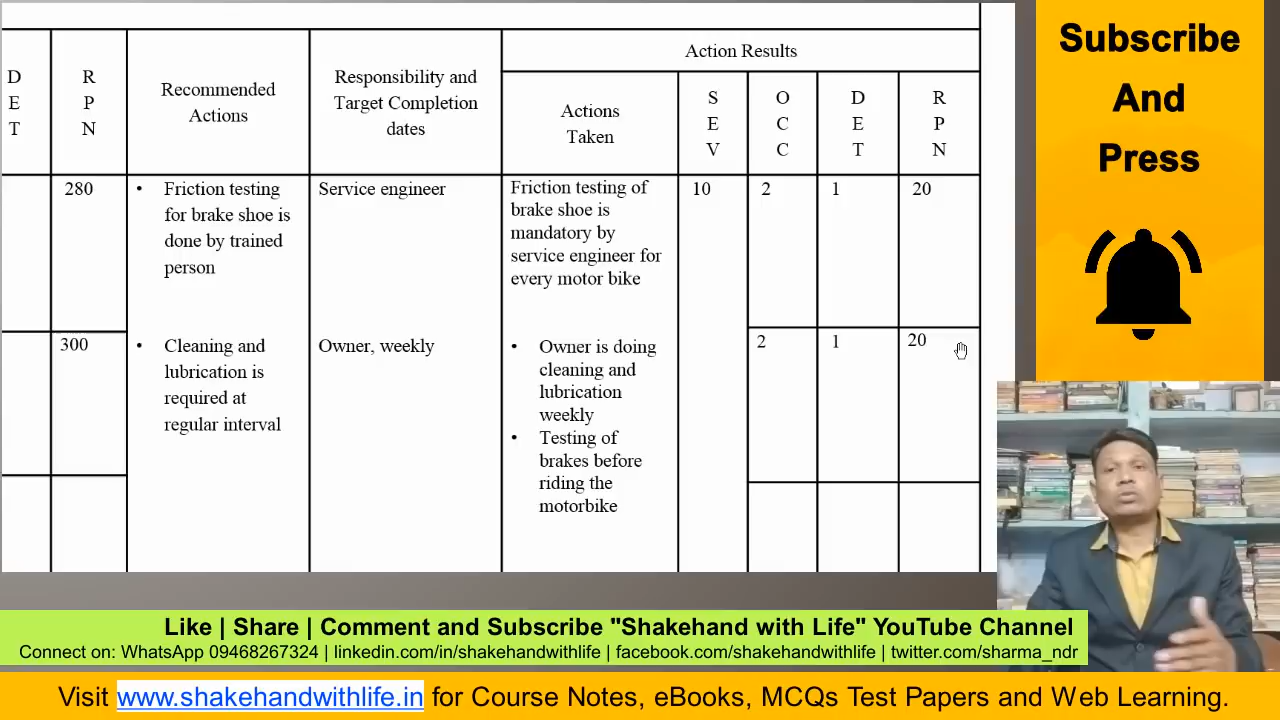 D
E
T
R
P
N
Recommended
Actions
Responsibility and
Target Completion
dates
Action Results
Actions
Taken
S
E
V
O
C
C
D
E
T
R
P
N
280
• Friction testing
for brake shoe is
done by trained
person
Service engineer
Friction testing of
brake shoe is
mandatory by
service engineer for
every motor bike
10
2
1
20
300
• Cleaning and
lubrication is
required at
regular interval
Owner, weekly
• Owner is doing
cleaning and
lubrication
weekly
• Testing of
brakes before
riding the
motorbike
2
1
20
Subscribe
And
Press
Like | Share | Comment and Subscribe "Shakehand with Life" YouTube Channel
Connect on: WhatsApp 09468267324 | linkedin.com/in/shakehandwithlife | facebook.com/shakehandwithlife | twitter.com/sharma_ndr
Visit www.shakehandwithlife.in for Course Notes, eBooks, MCQs Test Papers and Web Learning.